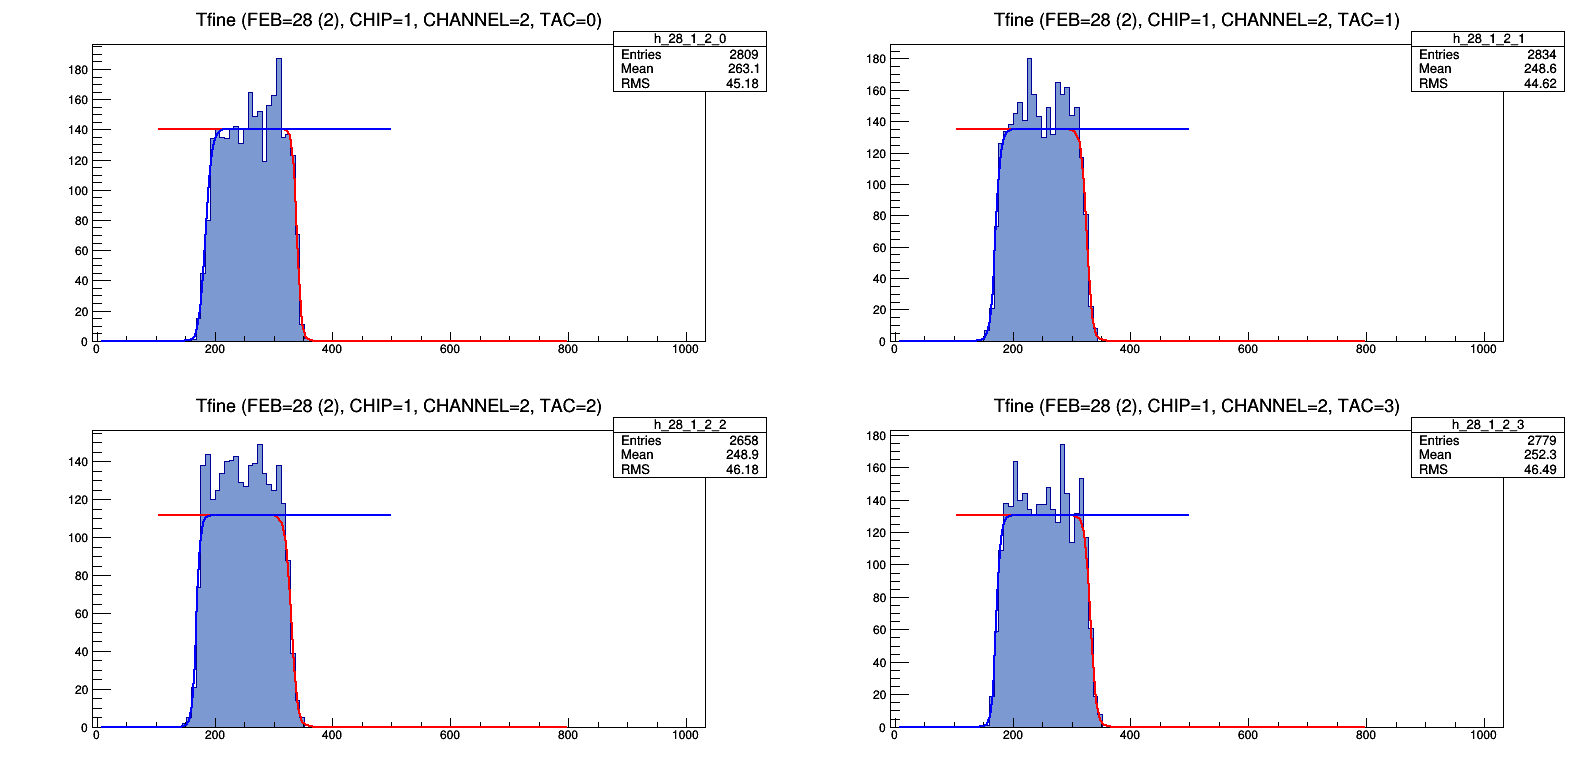 Tfine (FEB=28 (2), CHIP=1, CHANNEL=2, TAC=0)
h_28_1_2_0
Entries 2809
Mean 263.1
RMS 45.18
180
160
140
120
100
80
60
40
20
0
0 200 400 600 800 1000
Tfine (FEB=28 (2), CHIP=1, CHANNEL=2, TAC=1)
h_28_1_2_1
Entries 2834
Mean 248.6
RMS 44.62
180
160
140
120
100
80
60
40
20
0
0 200 400 600 800 1000
Tfine (FEB=28 (2), CHIP=1, CHANNEL=2, TAC=2)
h_28_1_2_2
Entries 2658
Mean 248.9
RMS 46.18
140
120
100
80
60
40
20
0
0 200 400 600 800 1000
Tfine (FEB=28 (2), CHIP=1, CHANNEL=2, TAC=3)
h_28_1_2_3
Entries 2779
Mean 252.3
RMS 46.49
180
160
140
120
100
80
60
40
20
0
0 200 400 600 800 1000